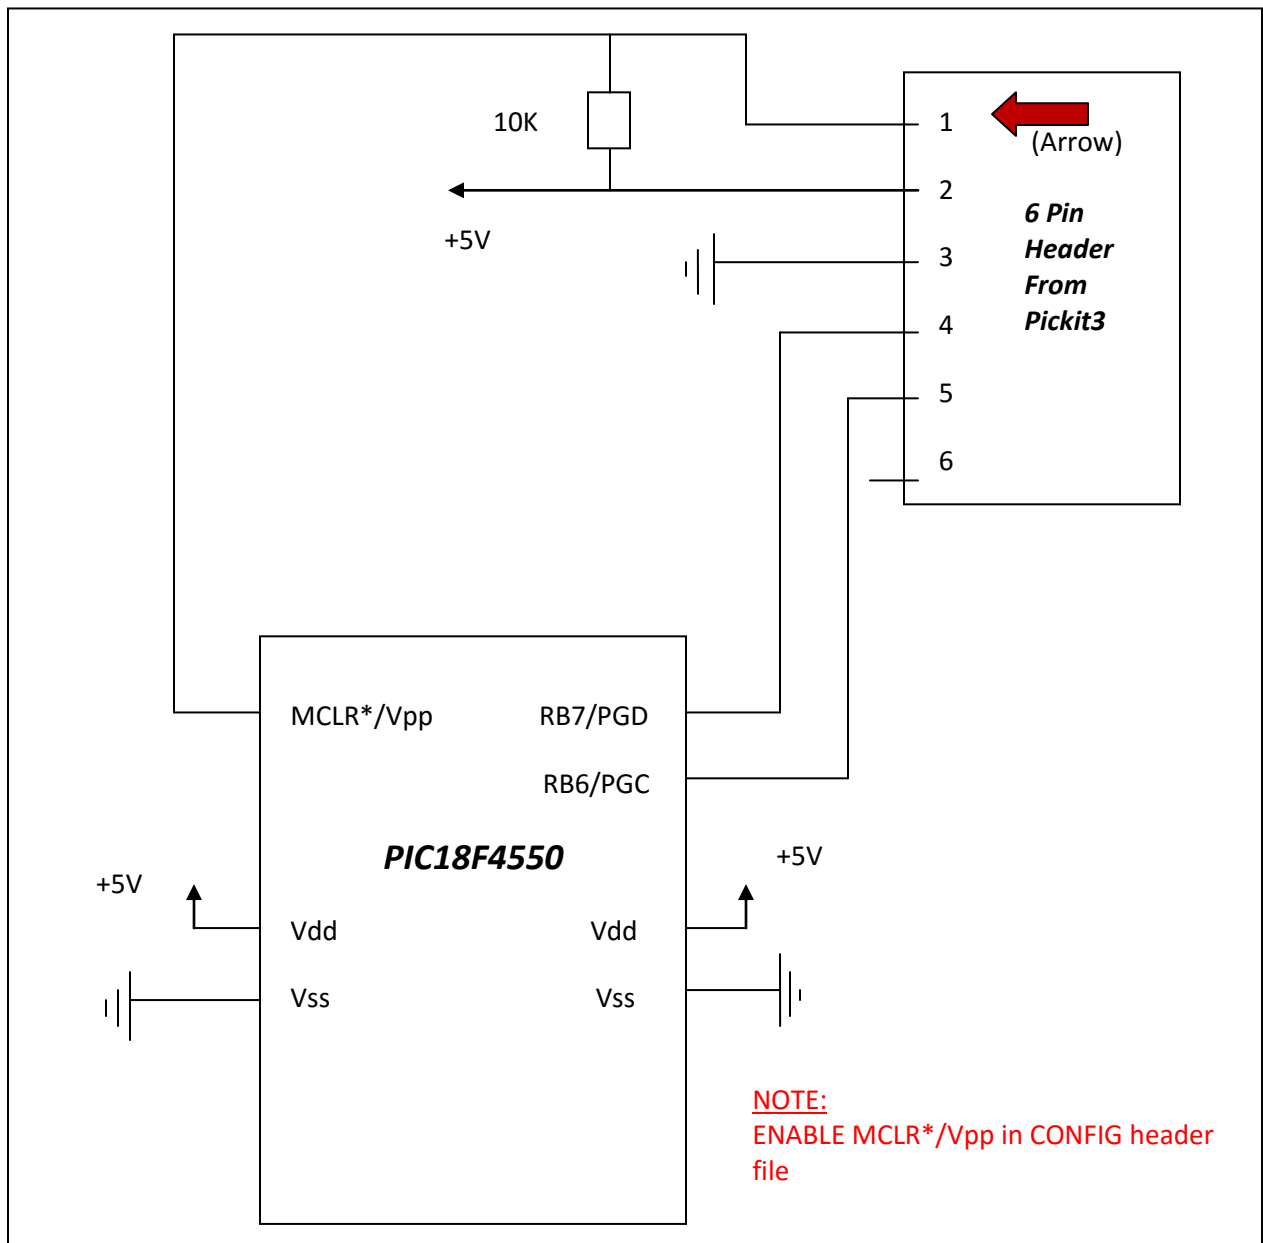 10K
1
(Arrow)
2
+5V
6 Pin
Header
From
Pickit3
3
4
5
6
MCLR*/Vpp
RB7/PGD
RB6/PGC
PIC18F4550
+5V
+5V
Vdd
Vdd
Vss
Vss
NOTE:
ENABLE MCLR*/Vpp in CONFIG header
file